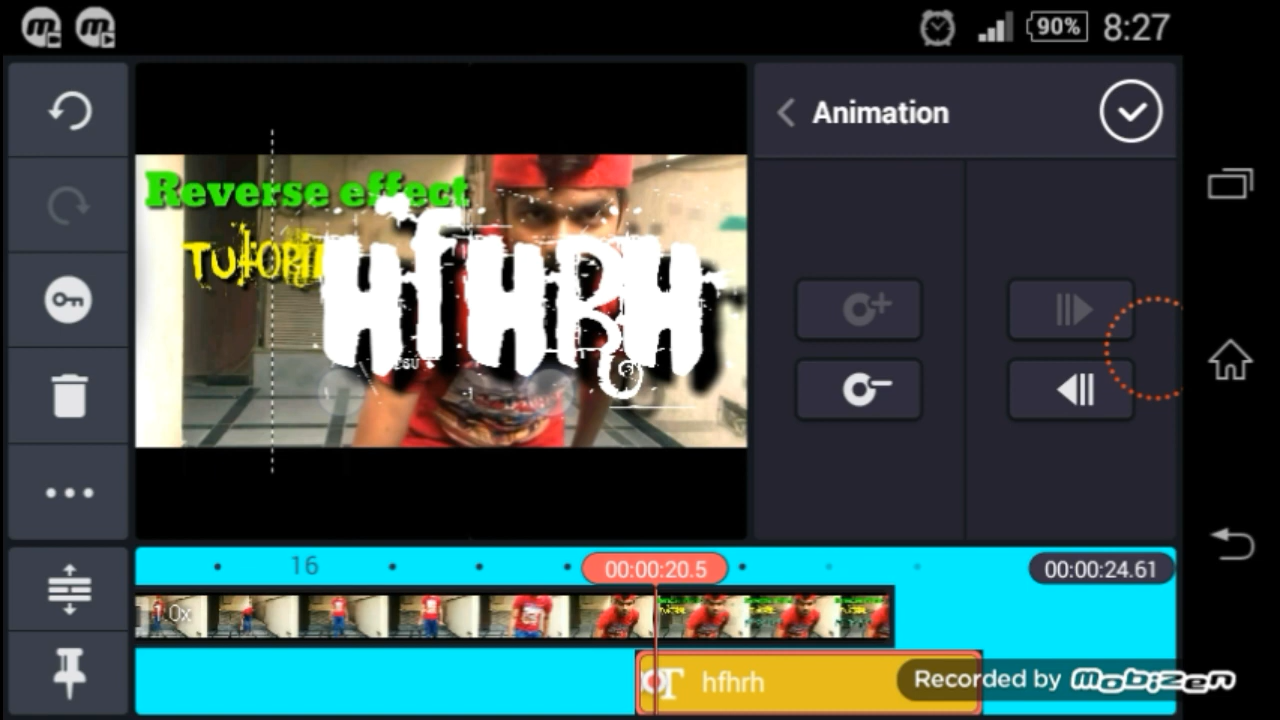 90% 8:27
Animation
Reverse effect
TUTORI
HfHRH
16
00:00:20.5
00:00:24.61
1.0x
hfhrh
Recorded by mobizen